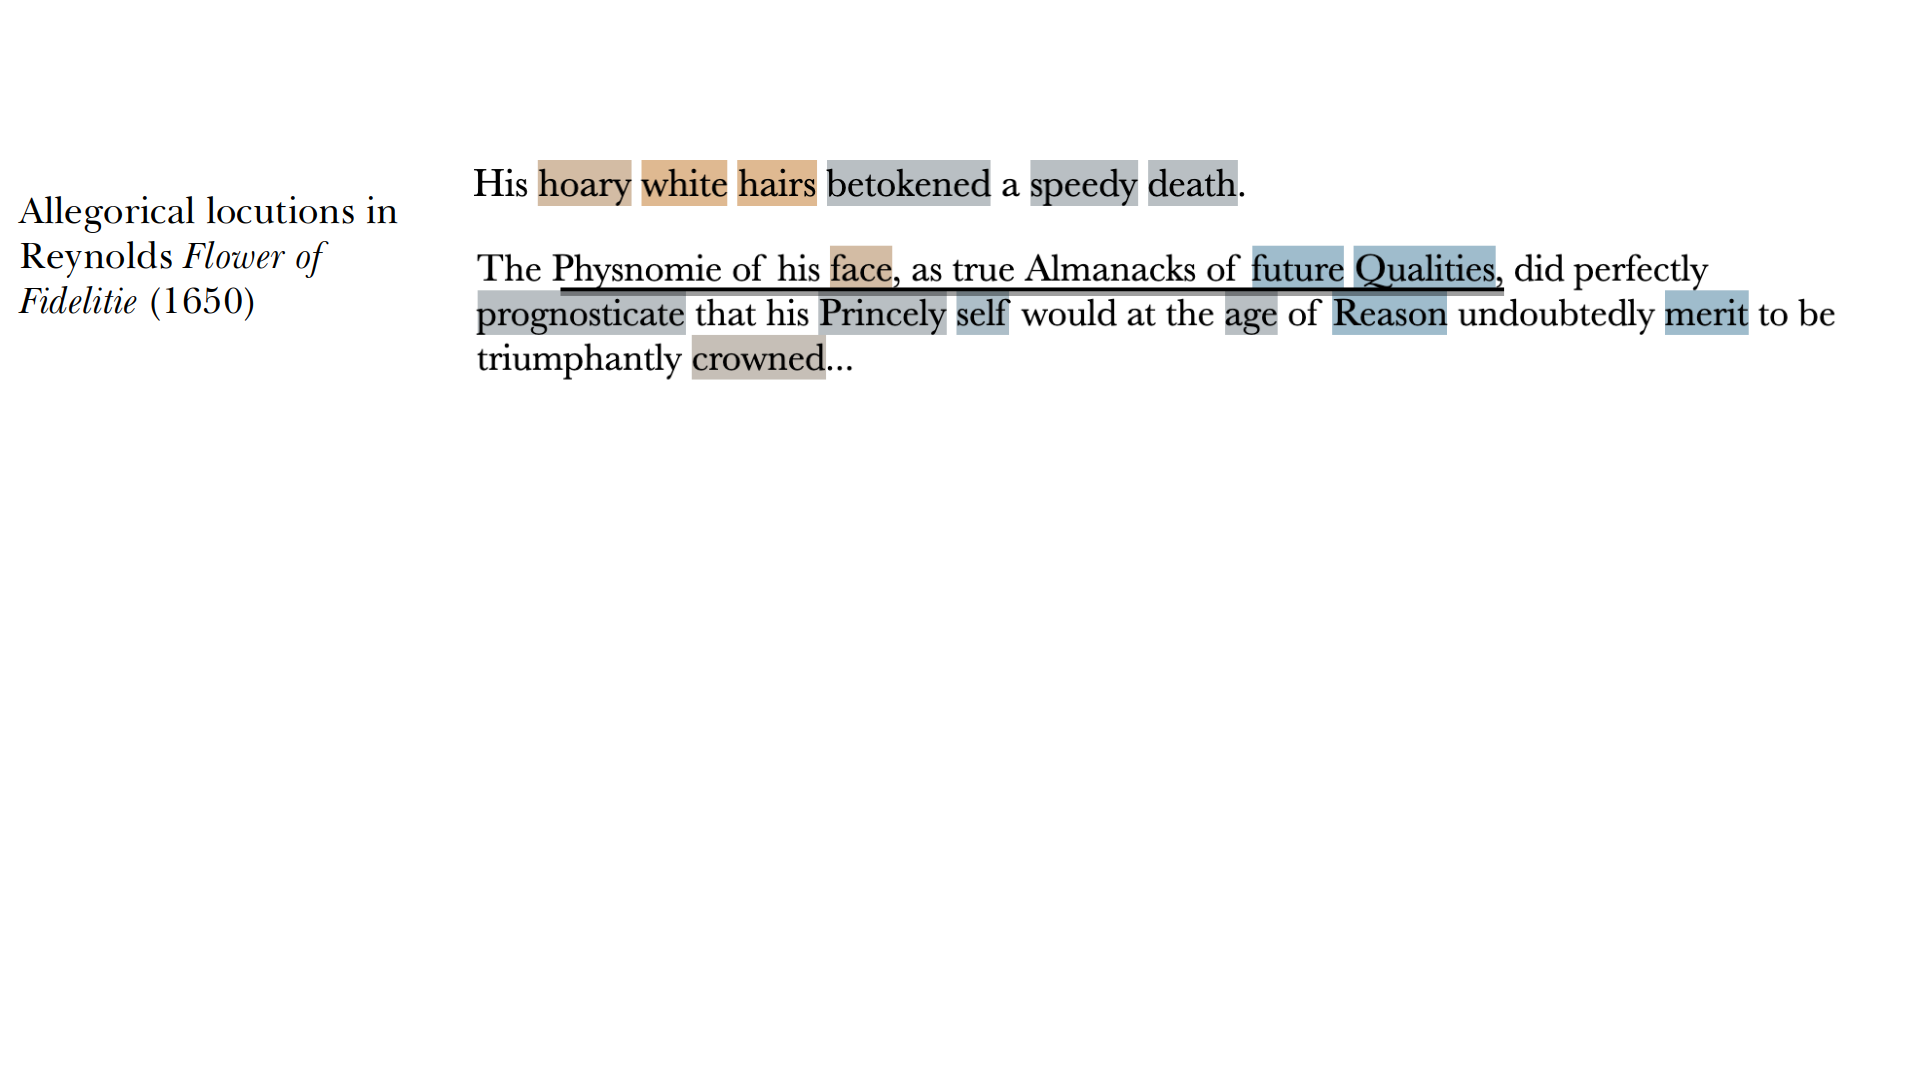 Allegorical locutions in
Reynolds Flower of
Fidelitie (1650)
His hoary white hairs betokened a speedy death.
The Physnomie of his face, as true Almanacks of future Qualities, did perfectly
prognosticate that his Princely self would at the age of Reason undoubtedly merit to be
triumphantly crowned...